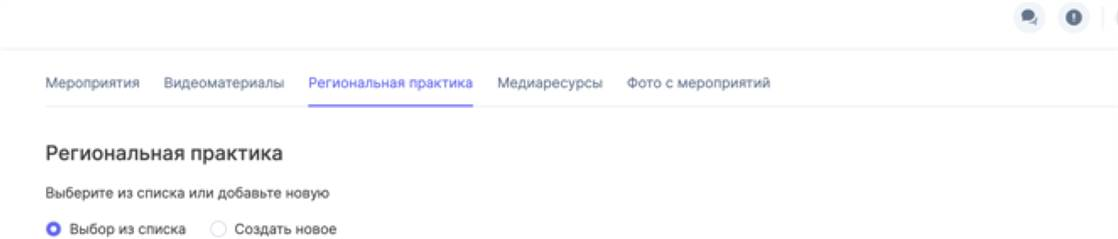 Мероприятия Видеоматериалы Региональная практика Медиаресурсы Фото с мероприятий
Региональная практика
Выберите из списка или добавьте новую
Выбор из списка Создать новое